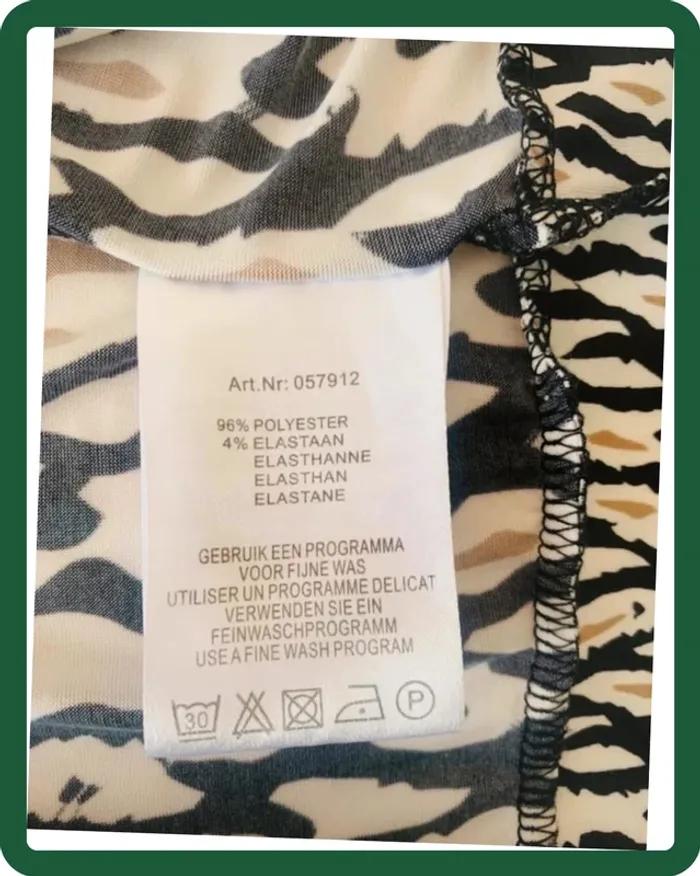 Art.Nr: 057912
96% POLYESTER
4% ELASTAAN
ELASTHANNE
ELASTHAN
ELASTANE
GEBRUIK EEN PROGRAMMA
VOOR FIJNE WAS
UTILISER UN PROGRAMME DELICAT
VERWENDEN SIE EIN
FEINWASCHPROGRAMM
USE A FINE WASH PROGRAM
30 P